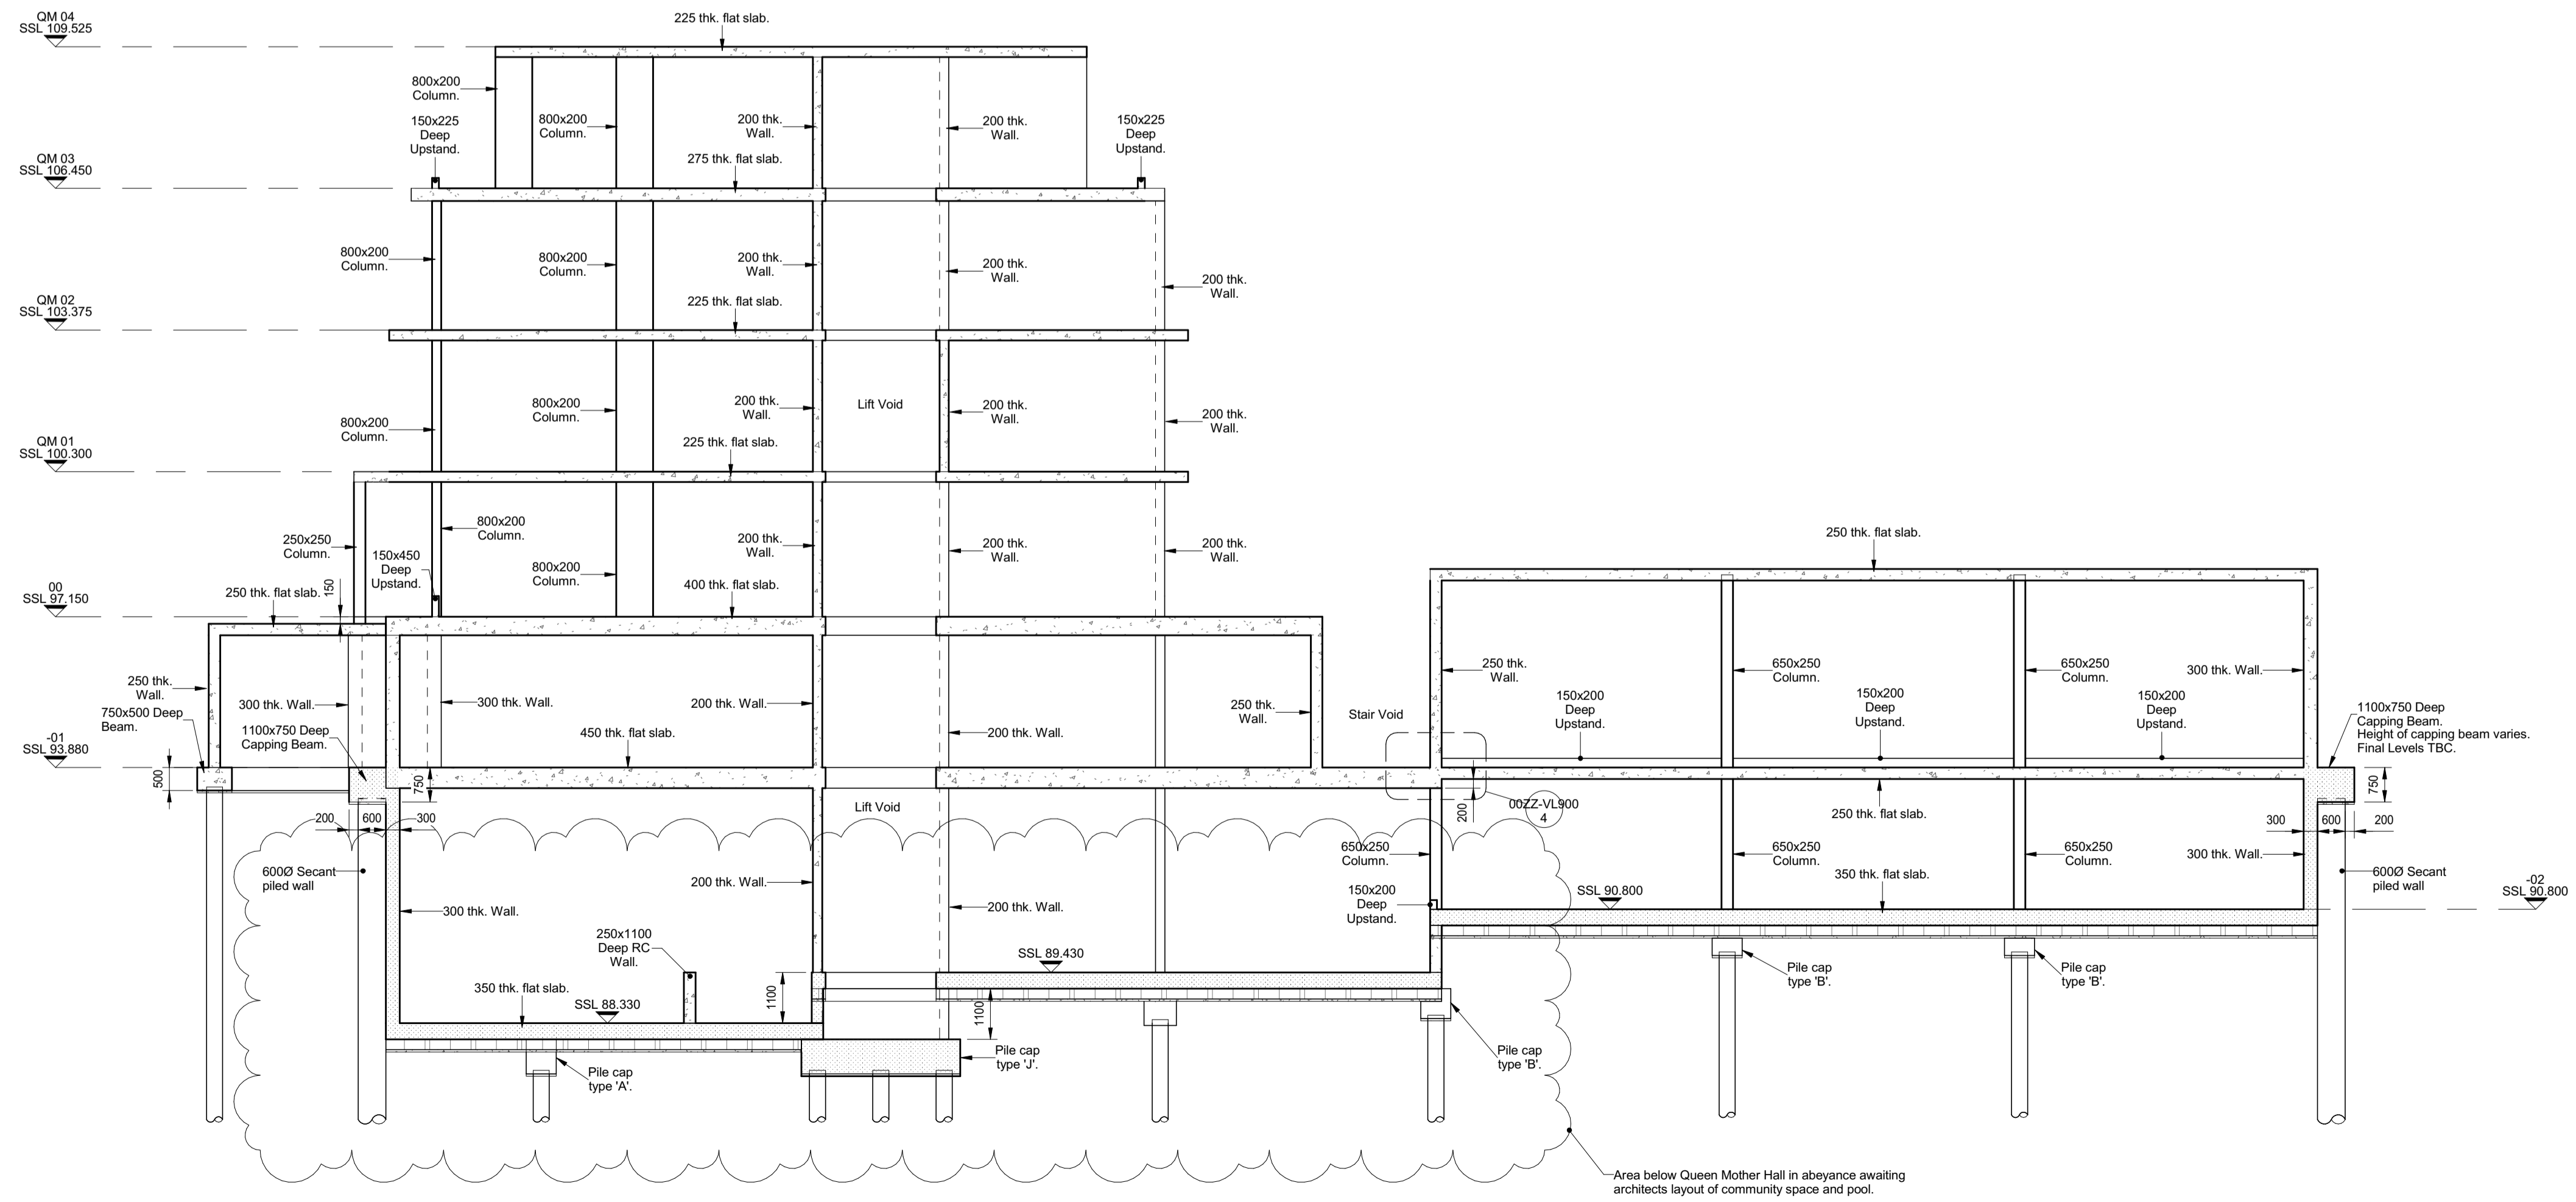 QM 04
SSL 109.525
225 thk. flat slab.
800x200
Column.
150x225
Deep
Upstand.
800x200
Column.
200 thk.
Wall.
200 thk.
Wall.
150x225
Deep
Upstand.
QM 03
SSL 106.450
275 thk. flat slab.
800x200
Column.
800x200
Column.
200 thk.
Wall.
200 thk.
Wall.
200 thk.
Wall.
QM 02
SSL 103.375
225 thk. flat slab.
800x200
Column.
800x200
Column.
200 thk.
Wall.
Lift Void
200 thk.
Wall.
200 thk.
Wall.
QM 01
SSL 100.300
225 thk. flat slab.
250x250
Column.
150x450
Deep
Upstand.
800x200
Column.
800x200
Column.
200 thk.
Wall.
200 thk.
Wall.
200 thk.
Wall.
250 thk. flat slab.
00
SSL 97.150
250 thk. flat slab.
150
400 thk. flat slab.
250 thk.
Wall.
750x500 Deep
Beam.
300 thk. Wall.
1100x750 Deep
Capping Beam.
300 thk. Wall.
200 thk. Wall.
450 thk. flat slab.
200 thk. Wall.
250 thk.
Wall.
Stair Void
250 thk.
Wall.
150x200
Deep
Upstand.
650x250
Column.
150x200
Deep
Upstand.
650x250
Column.
150x200
Deep
Upstand.
300 thk. Wall.
1100x750 Deep
Capping Beam.
Height of capping beam varies.
Final Levels TBC.
-01
SSL 93.880
500
750
Lift Void
200
00ZZ-VL900
4
250 thk. flat slab.
750
200
600
300
300
600
200
600Ø Secant
piled wall
300 thk. Wall.
200 thk. Wall.
200 thk. Wall.
650x250
Column.
150x200
Deep
Upstand.
650x250
Column.
650x250
Column.
300 thk. Wall.
600Ø Secant
piled wall
350 thk. flat slab.
SSL 90.800
-02
SSL 90.800
250x1100
Deep RC
Wall.
SSL 89.430
350 thk. flat slab.
SSL 88.330
1100
1100
Pile cap
type 'B'.
Pile cap
type 'B'.
Pile cap
type 'A'.
Pile cap
type 'J'.
Pile cap
type 'B'.
Area below Queen Mother Hall in abeyance awaiting
architects layout of community space and pool.